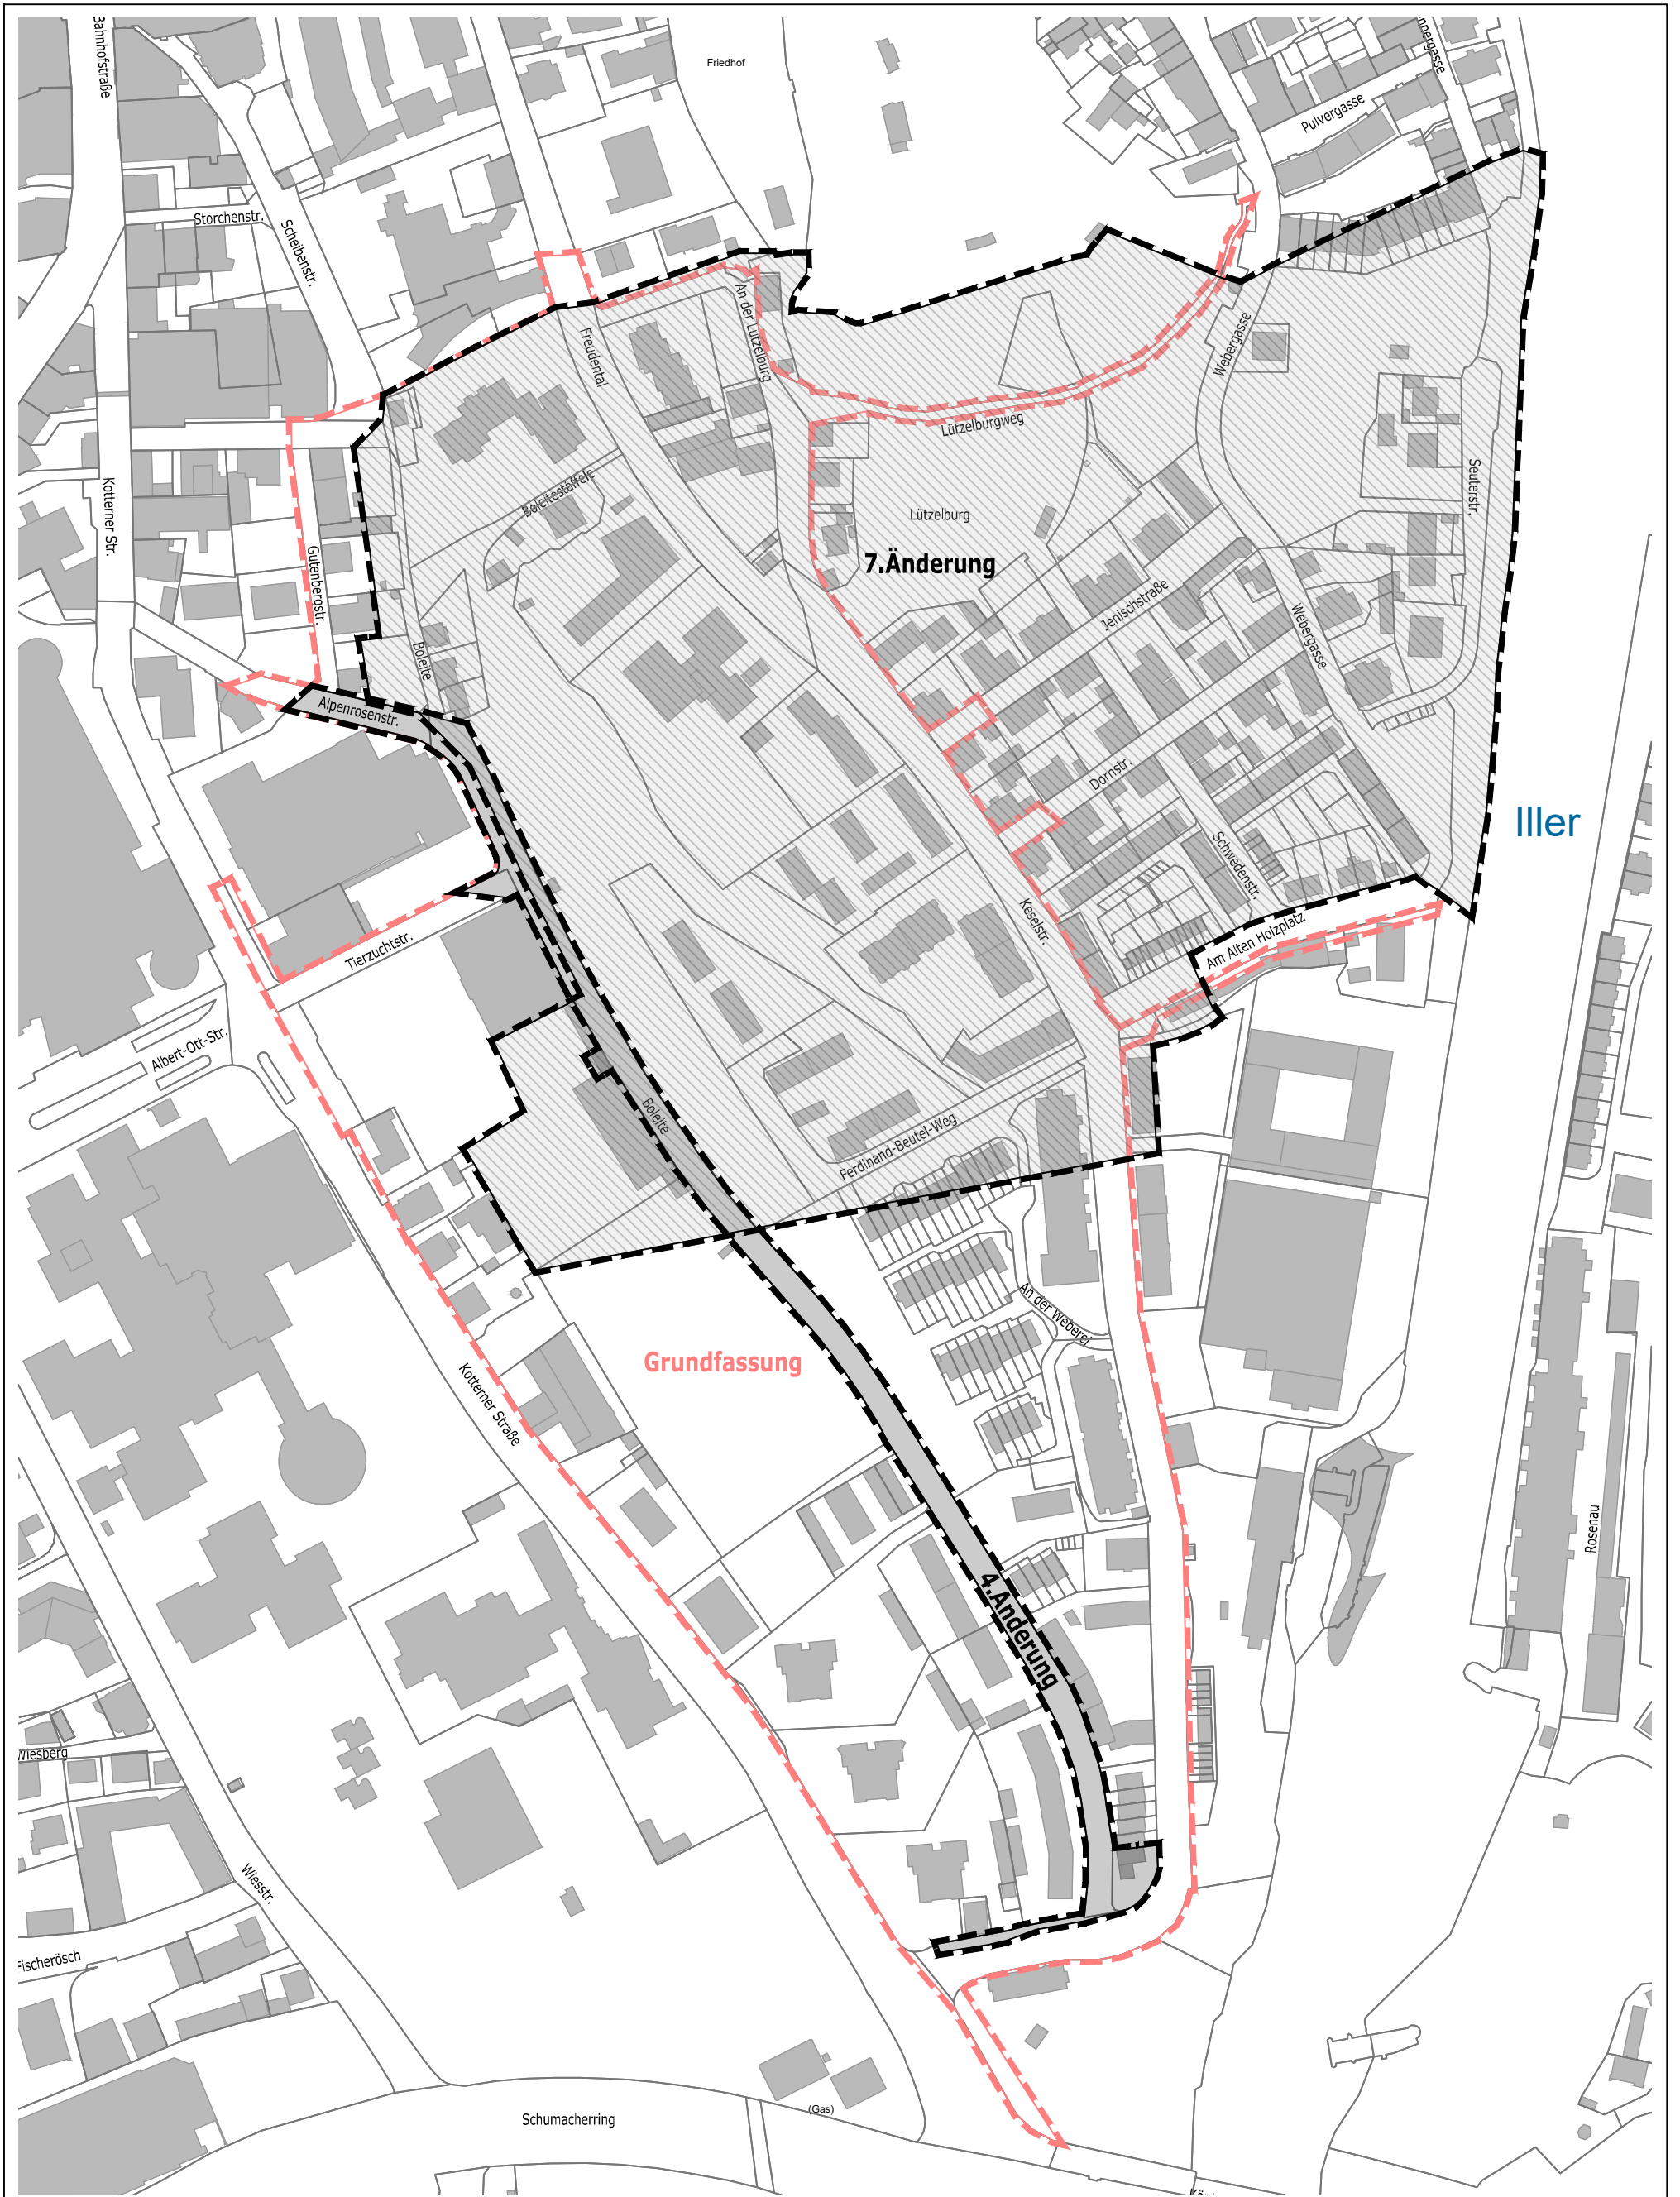 Bahnhofstraße
Friedhof
Pulvergasse
Storchenstr.
Scheibenstr.
An der Lützelburg
Freudental
Webergasse
Lützelburgweg
Kotterner Str.
Boleitestaffele
Seuterstr.
Lützelburg
7.Änderung
Gutenbergstr.
Jenischstraße
Webergasse
Boleite
Alpenrosenstr.
Dornstr.
Iller
Schwedenstr.
Keselstr.
Am Alten Holzplatz
Tierzuchtstr.
Albert-Ott-Str.
Boleite
Ferdinand-Beutel-Weg
An der Weberei
Grundfassung
Kotterner Straße
Rosenau
4.Änderung
Wiesberg
Wiesstr.
Fischerösch
(Gas)
Schumacherring